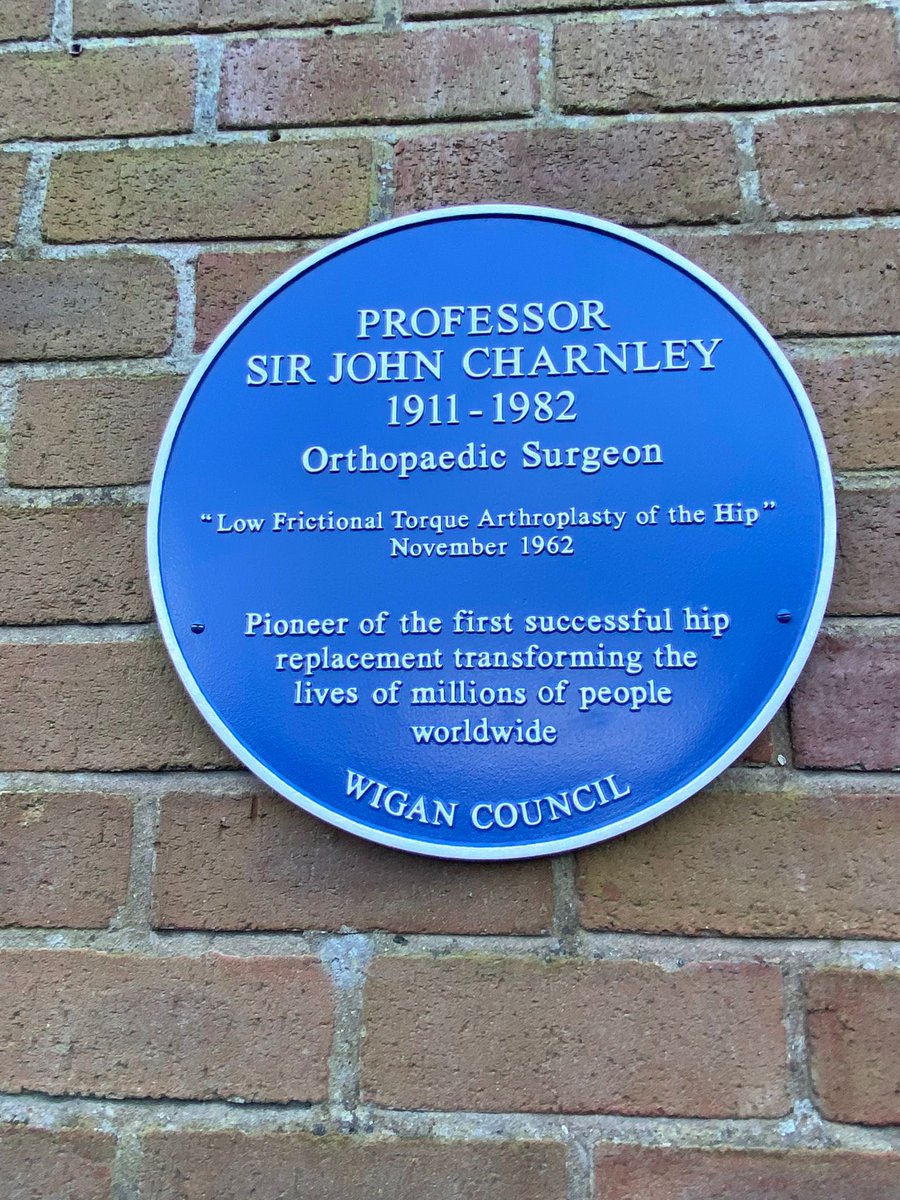 PROFESSOR
SIR JOHN CHARNLEY
1911 - 1982
Orthopaedic Surgeon
"Low Frictional Torque Arthroplasty of the Hip"
November 1962
Pioneer of the first successful hip
replacement transforming the
lives of millions of people
worldwide
WIGAN COUNCIL